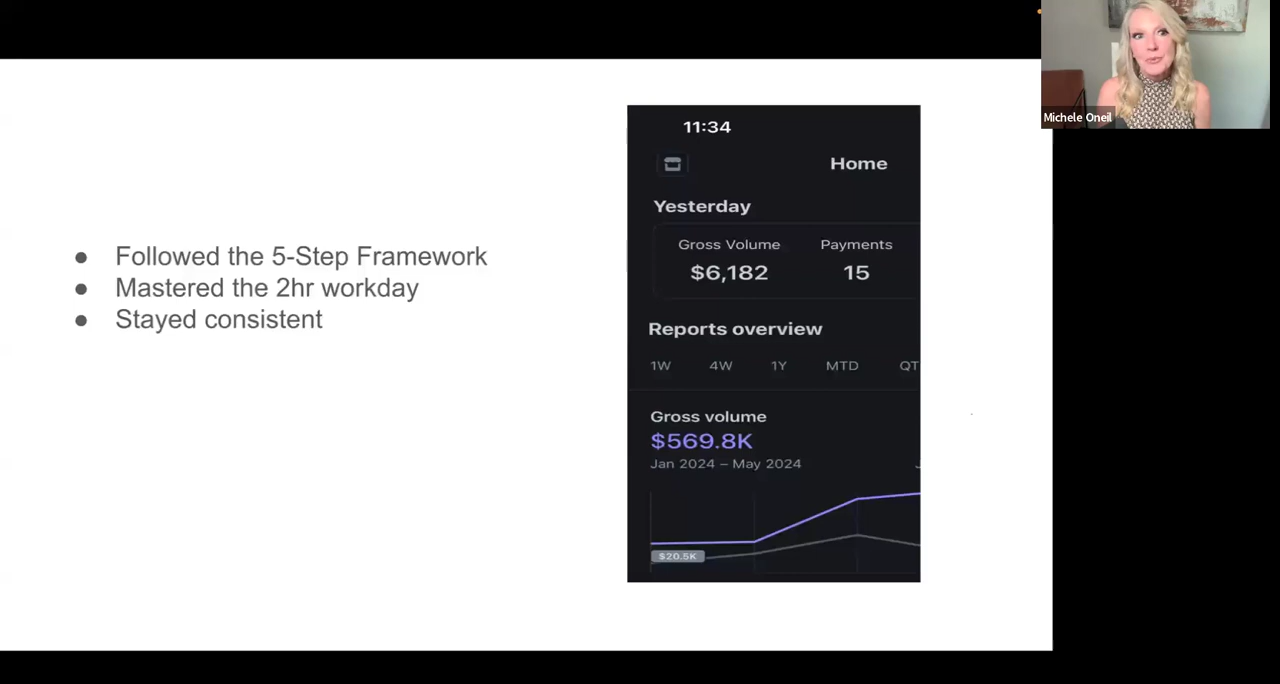 Followed the 5-Step Framework
Mastered the 2hr workday
Stayed consistent
11:34
Home
Yesterday
Gross Volume Payments
$6,182 15
Reports overview
1W 4W 1Y MTD QT
Gross volume
$569.8K
Jan 2024 – May 2024
$20.5K
Michele Oneil